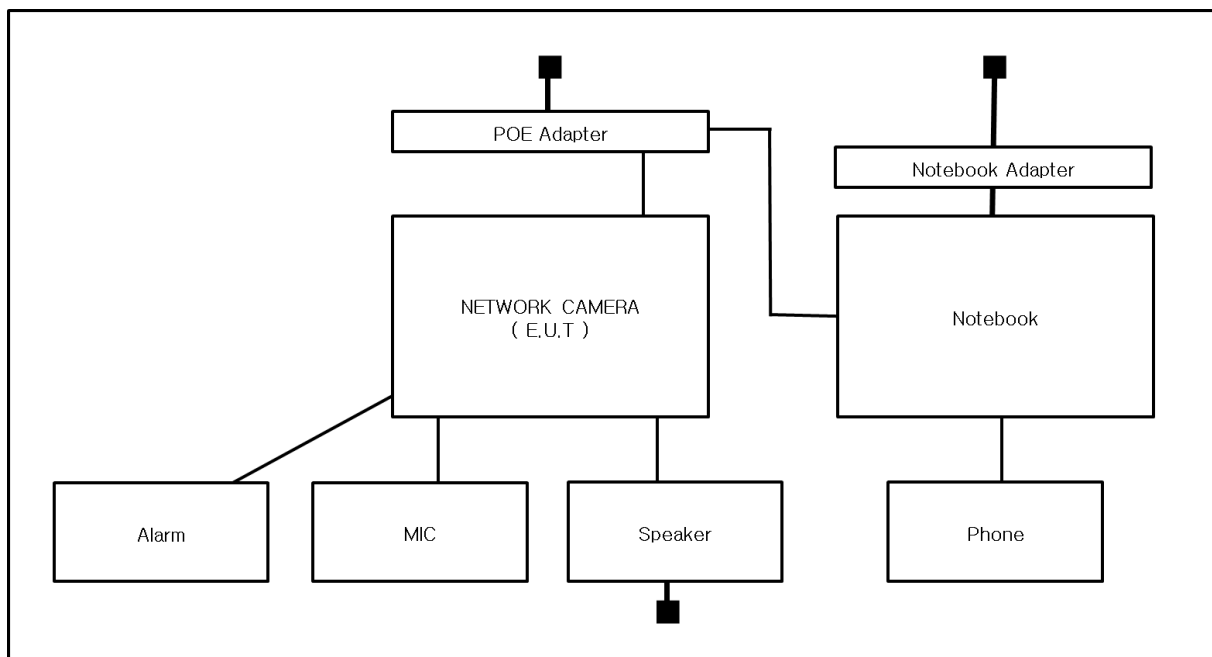 POE Adapter
Notebook Adapter
NETWORK CAMERA
( E.U.T )
Notebook
Alarm
MIC
Speaker
Phone